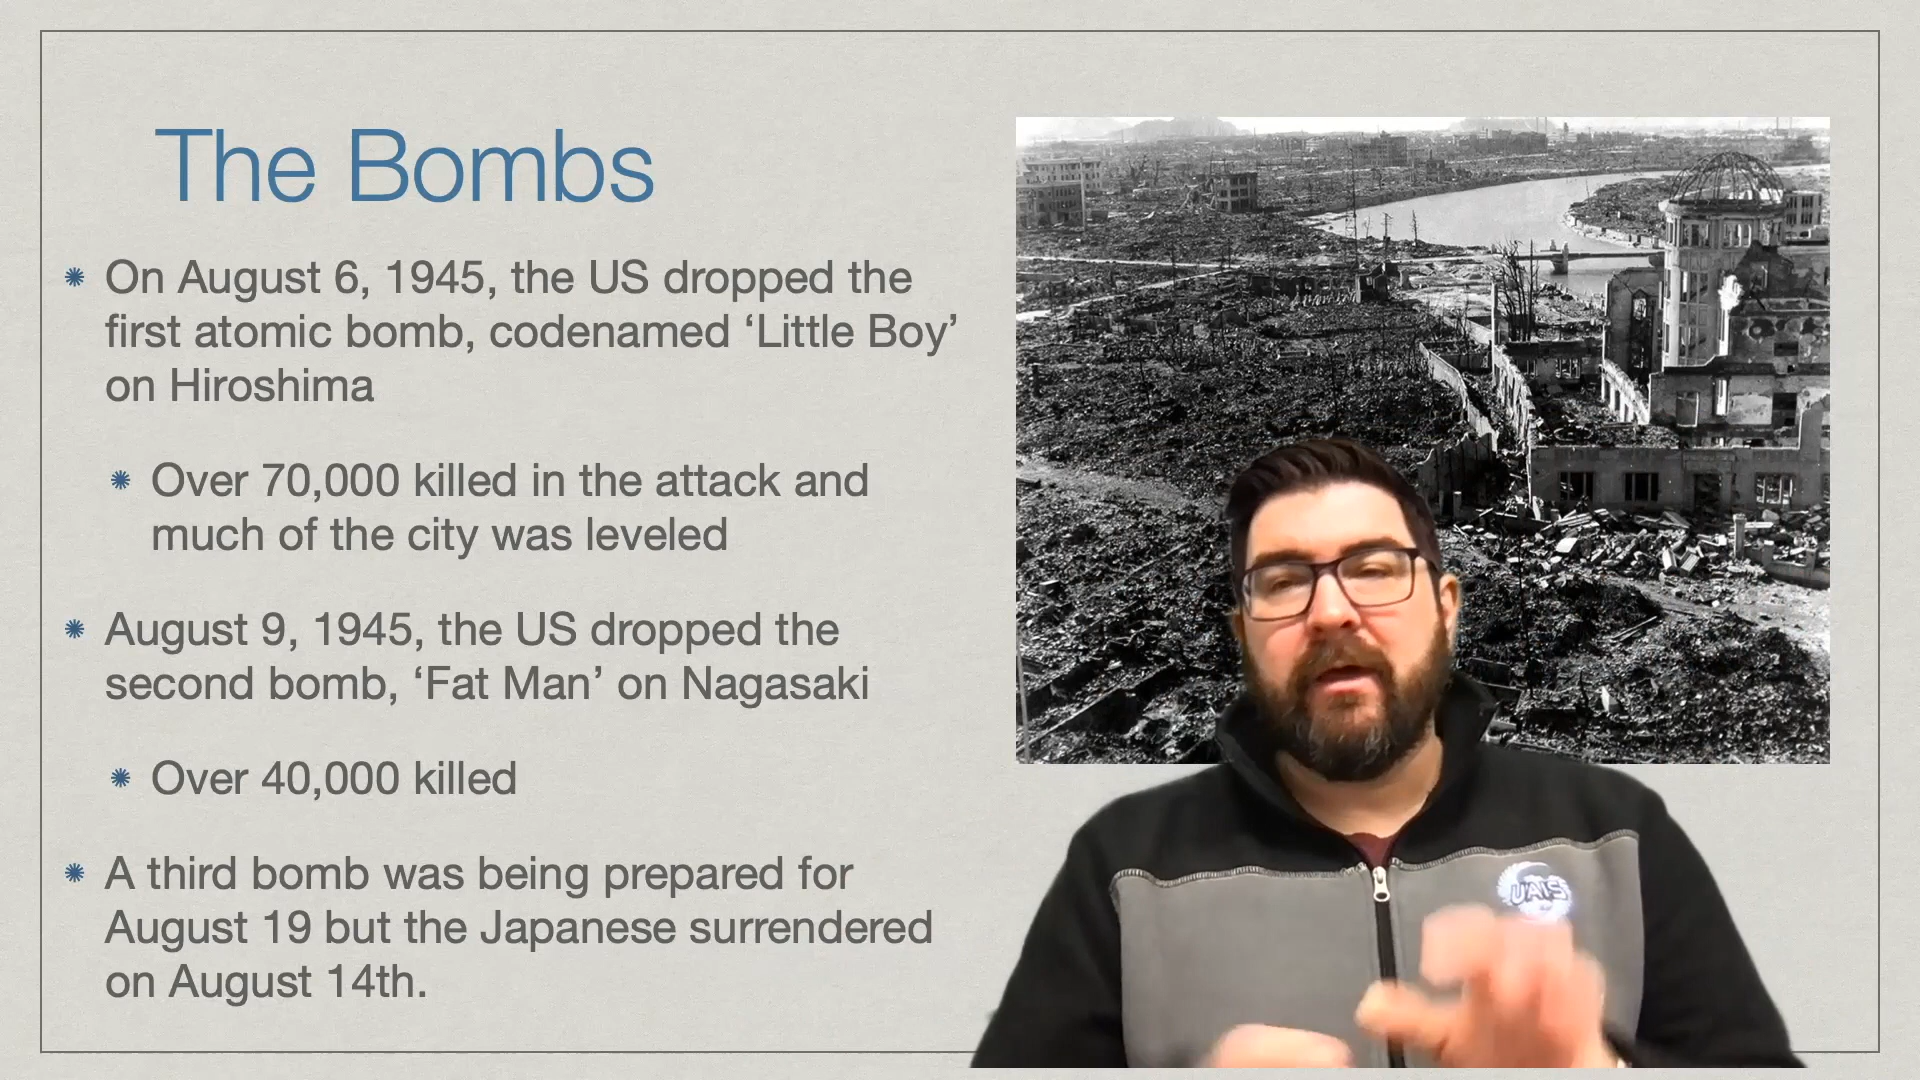 The Bombs
On August 6, 1945, the US dropped the
first atomic bomb, codenamed ‘Little Boy’
on Hiroshima
Over 70,000 killed in the attack and
much of the city was leveled
August 9, 1945, the US dropped the
second bomb, ‘Fat Man’ on Nagasaki
Over 40,000 killed
A third bomb was being prepared for
August 19 but the Japanese surrendered
on August 14th.
UAIS